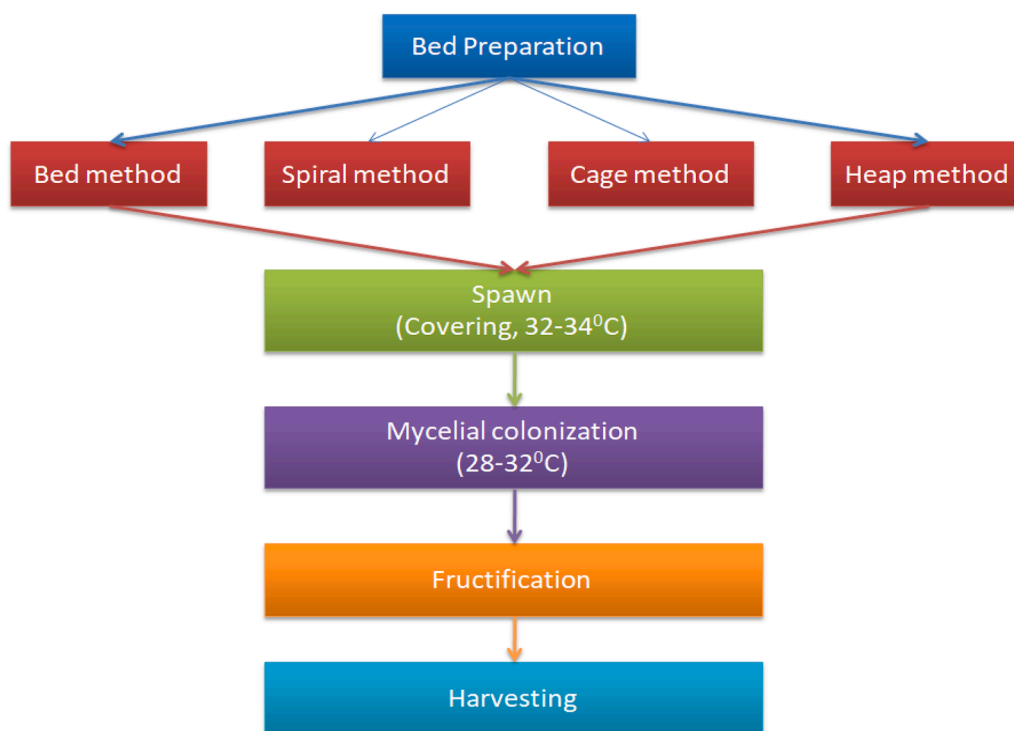 Bed Preparation
Bed method
Spiral method
Cage method
Heap method
Spawn
(Covering, 32-34⁰C)
Mycelial colonization
(28-32⁰C)
Fructification
Harvesting